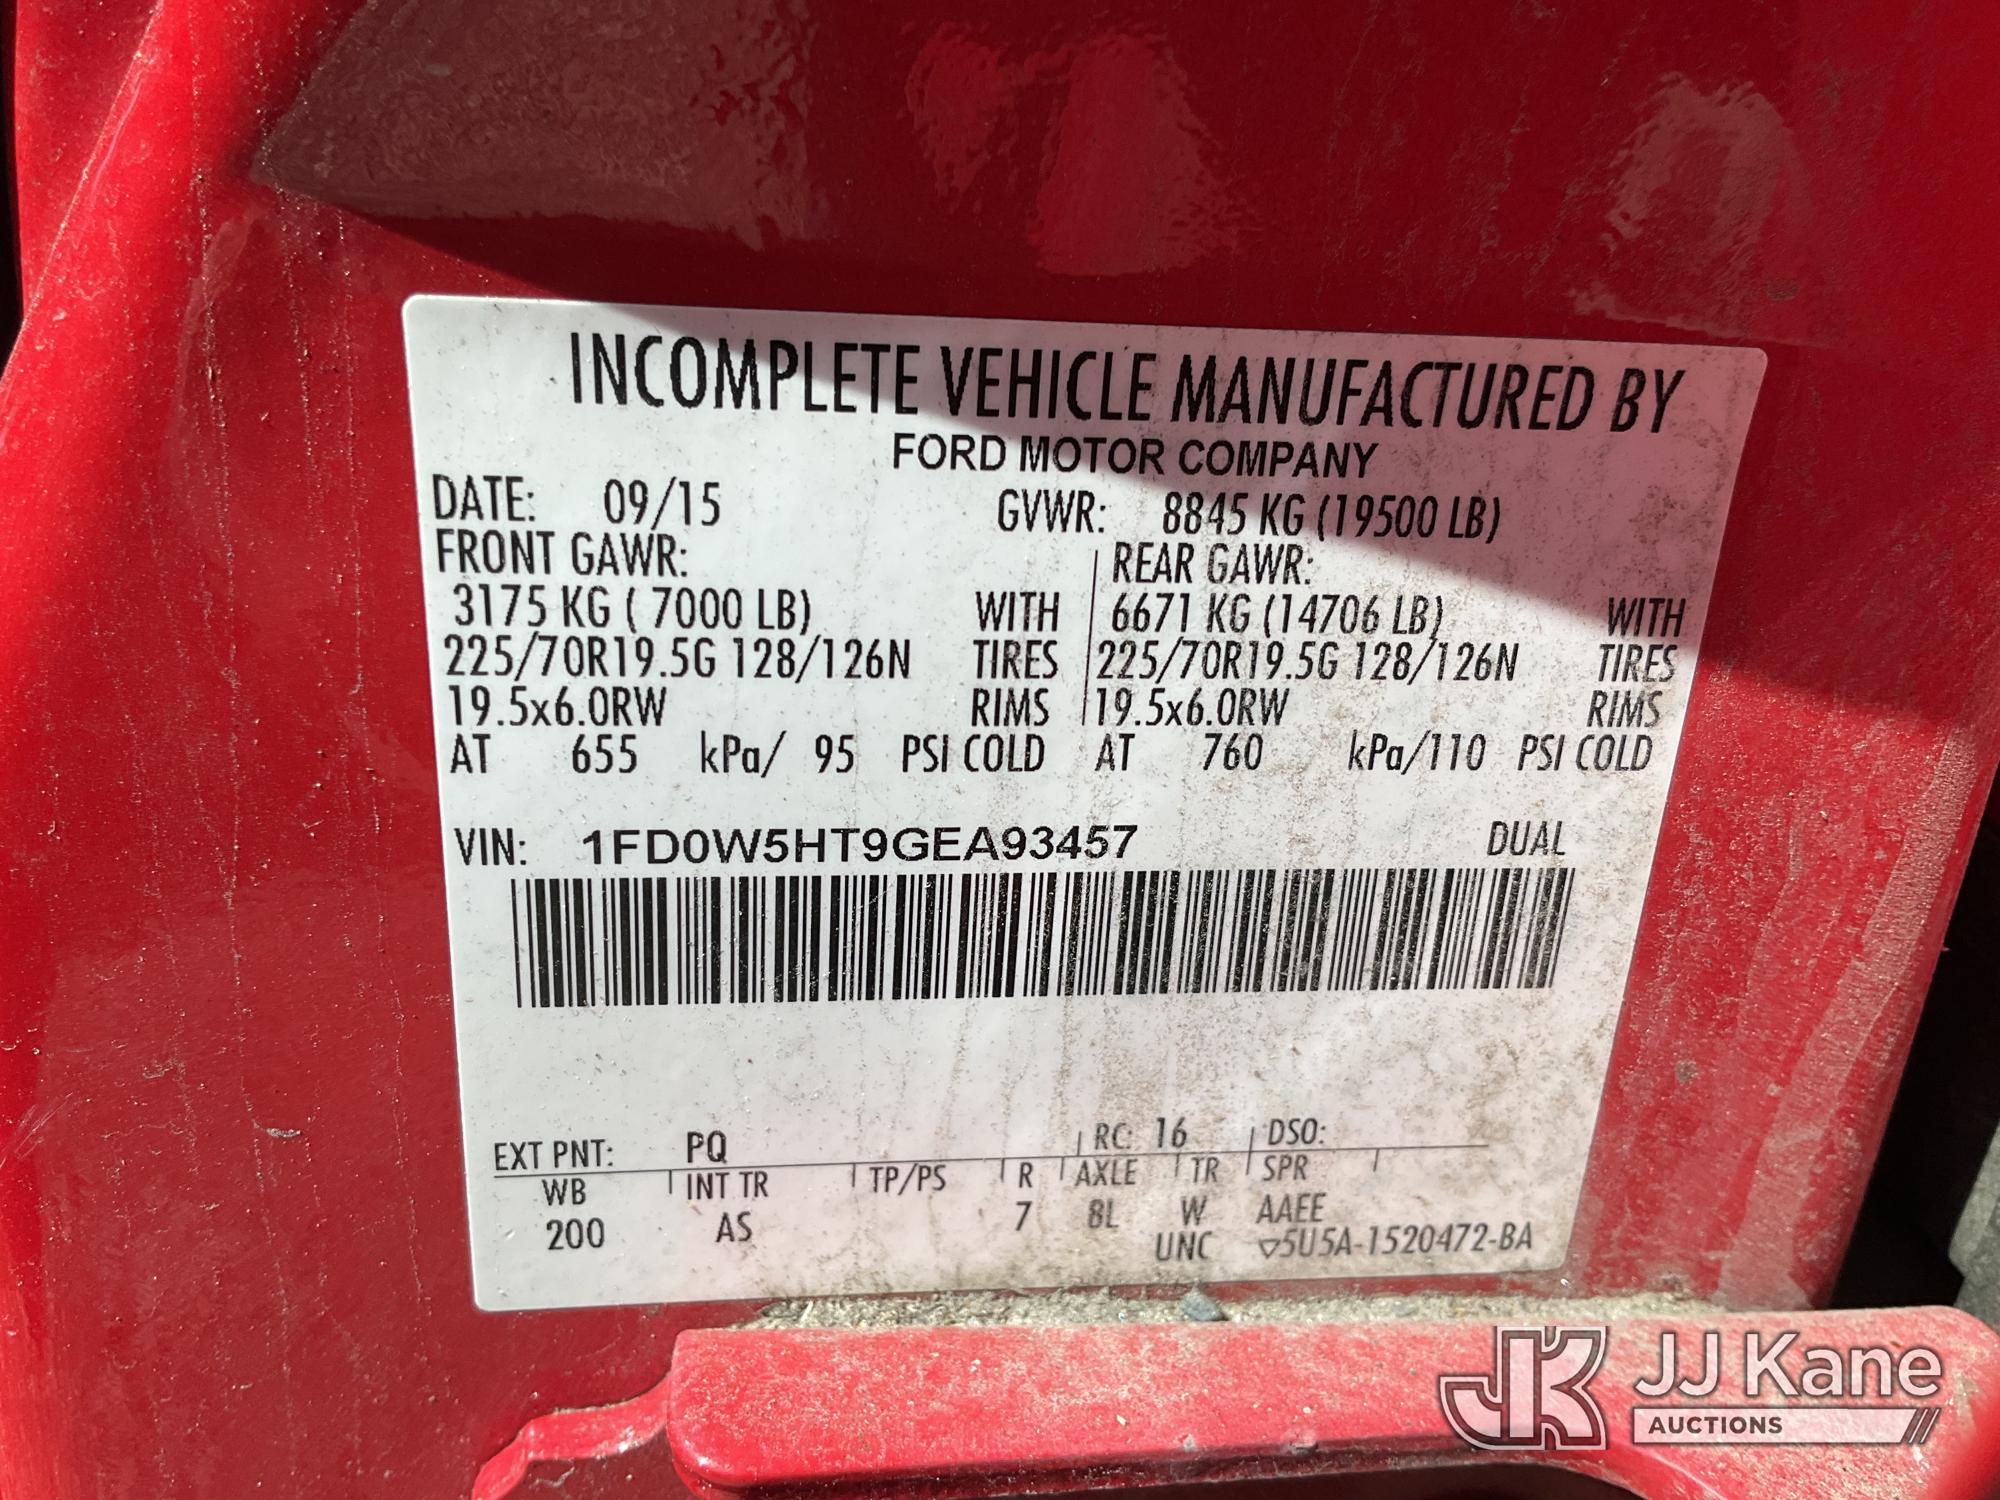 INCOMPLETE VEHICLE MANUFACTURED BY
FORD MOTOR COMPANY
DATE: 09/15 GVWR: 8845 KG (19500 LB)
FRONT GAWR: REAR GAWR:
3175 KG ( 7000 LB) WITH 6671 KG (14706 LB) WITH
225/70R19.5G 128/126N TIRES 225/70R19.5G 128/126N TIRES
19.5x6.0RW RIMS 19.5x6.0RW RIMS
AT 655 kPa/ 95 PSI COLD AT 760 kPa/110 PSI COLD
VIN: 1FD0W5HT9GEA93457 DUAL
EXT PNT: PQ RC: 16 DSO:
WB INT TR TP/PS R AXLE TR SPR
200 AS 7 8L W AAEE
UNC ▽5U5A-1520472-BA
JK JJ Kane
AUCTIONS